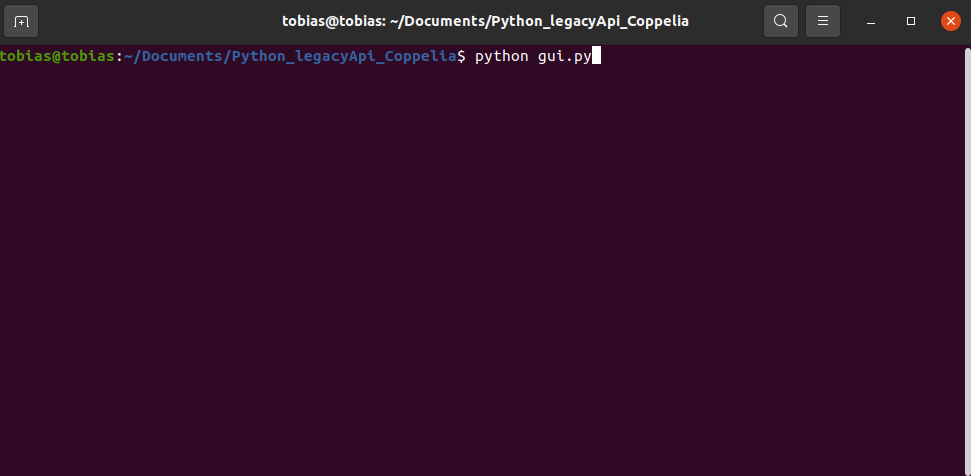 tobias@tobias: ~/Documents/Python_legacyApi_Coppelia
tobias@tobias:~/Documents/Python_legacyApi_Coppelia$ python gui.py